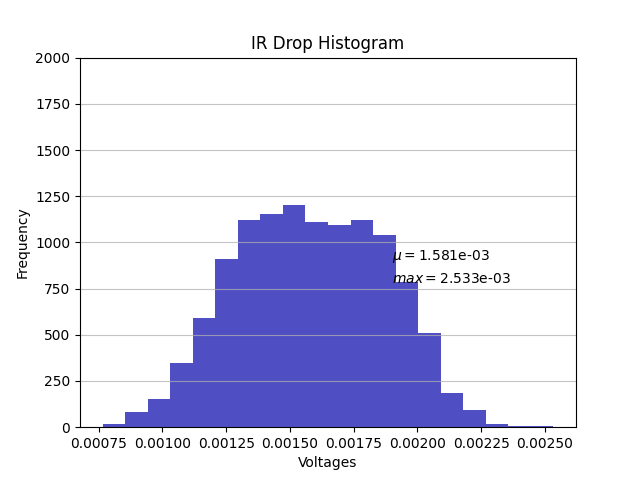 IR Drop Histogram
Frequency
2000
1750
1500
1250
1000
750
500
250
0
μ = 1.581e-03
max = 2.533e-03
0.00075 0.00100 0.00125 0.00150 0.00175 0.00200 0.00225 0.00250
Voltages